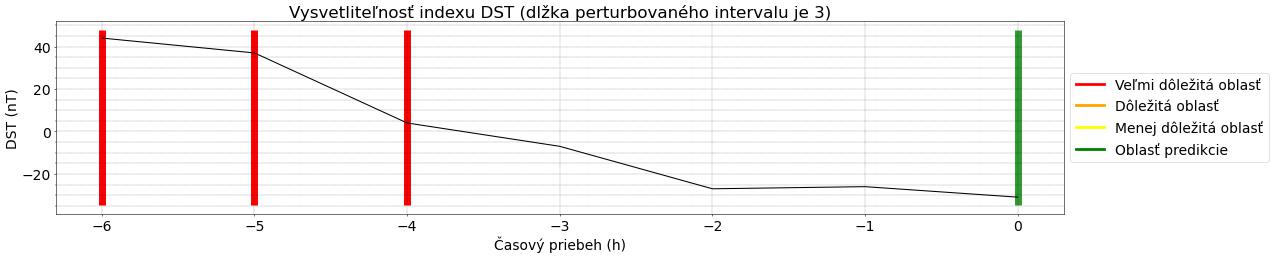 Vysvetliteľnosť indexu DST (dĺžka perturbovaného intervalu je 3)
DST (nT)
40
20
0
−20
−6 −5 −4 −3 −2 −1 0
Časový priebeh (h)
Veľmi dôležitá oblasť
Dôležitá oblasť
Menej dôležitá oblasť
Oblasť predikcie